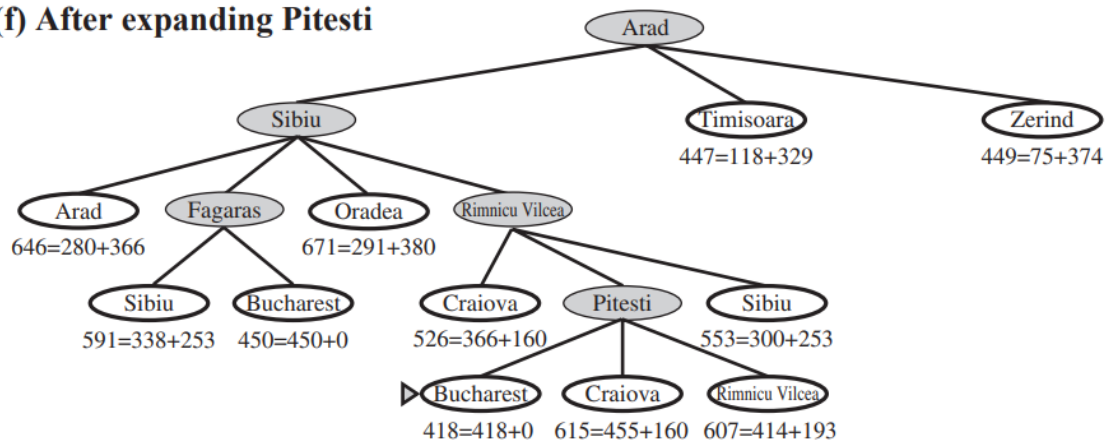 (f) After expanding Pitesti
Arad
Sibiu
Timisoara
Zerind
447=118+329
449=75+374
Arad
Fagaras
Oradea
Rimnicu Vilcea
646=280+366
671=291+380
Sibiu
Bucharest
Craiova
Pitesti
Sibiu
591=338+253
450=450+0
526=366+160
553=300+253
Bucharest
Craiova
Rimnicu Vilcea
418=418+0
615=455+160
607=414+193